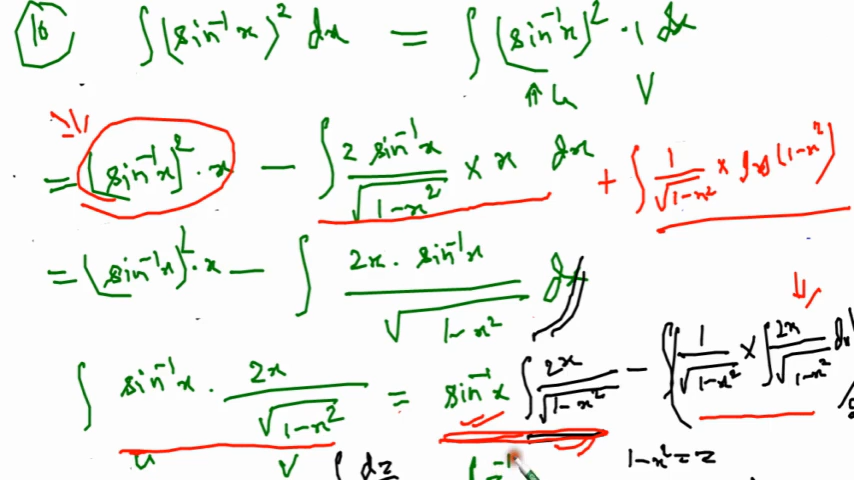 10 ∫(sin⁻¹x)² dx = ∫(sin⁻¹x)² · 1 dx
↑ u V
= (sin⁻¹x)² · x − ∫ 2 sin⁻¹x / √(1−x²) × x dx + ∫ 1/√(1−x²) × (1−x²)
= (sin⁻¹x)² · x − ∫ 2x · sin⁻¹x / √(1−x²) dx
∫ sin⁻¹x · 2x/√(1−x²) = sin⁻¹x ∫ 2x/√(1−x²) − ∫( 1/√(1−x²) × ∫ 2x/√(1−x²) dx
u V ∫ dz 1−x² = z